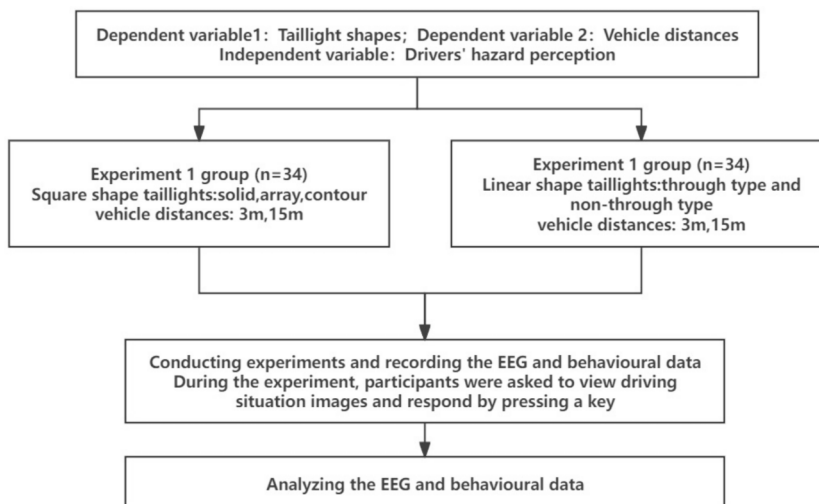 Dependent variable1: Taillight shapes; Dependent variable 2: Vehicle distances
Independent variable: Drivers' hazard perception
Experiment 1 group (n=34)
Square shape taillights:solid,array,contour
vehicle distances: 3m,15m
Experiment 1 group (n=34)
Linear shape taillights:through type and
non-through type
vehicle distances: 3m,15m
Conducting experiments and recording the EEG and behavioural data
During the experiment, participants were asked to view driving
situation images and respond by pressing a key
Analyzing the EEG and behavioural data